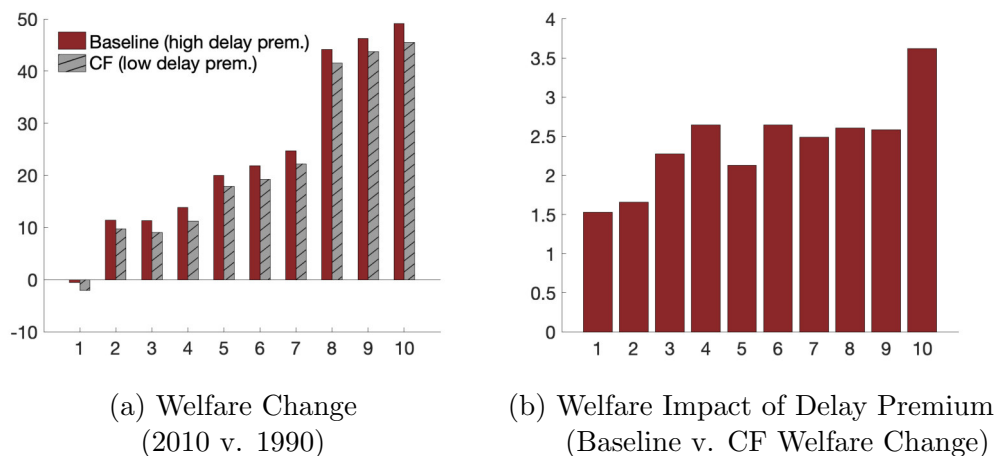 50
40
30
20
10
0
-10
Baseline (high delay prem.)
CF (low delay prem.)
1 2 3 4 5 6 7 8 9 10
(a) Welfare Change
(2010 v. 1990)
4
3.5
3
2.5
2
1.5
1
0.5
0
1 2 3 4 5 6 7 8 9 10
(b) Welfare Impact of Delay Premium
(Baseline v. CF Welfare Change)